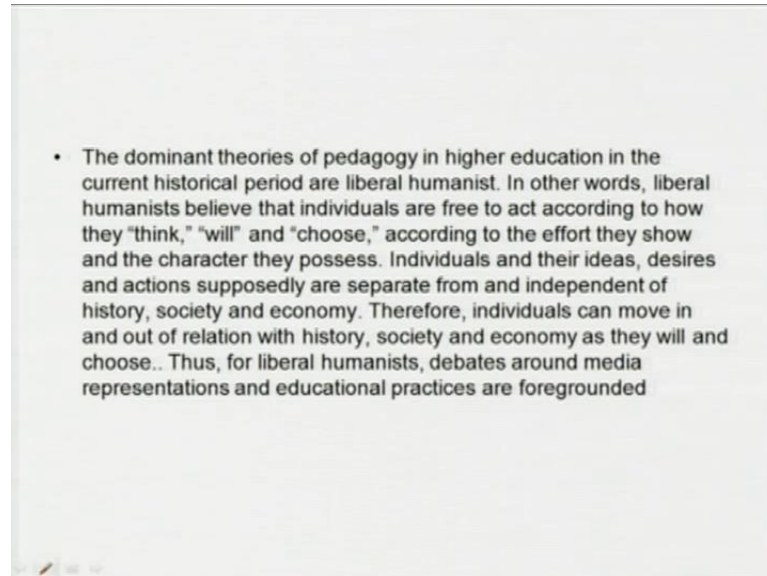 • The dominant theories of pedagogy in higher education in the
current historical period are liberal humanist. In other words, liberal
humanists believe that individuals are free to act according to how
they “think,” “will” and “choose,” according to the effort they show
and the character they possess. Individuals and their ideas, desires
and actions supposedly are separate from and independent of
history, society and economy. Therefore, individuals can move in
and out of relation with history, society and economy as they will and
choose.. Thus, for liberal humanists, debates around media
representations and educational practices are foregrounded